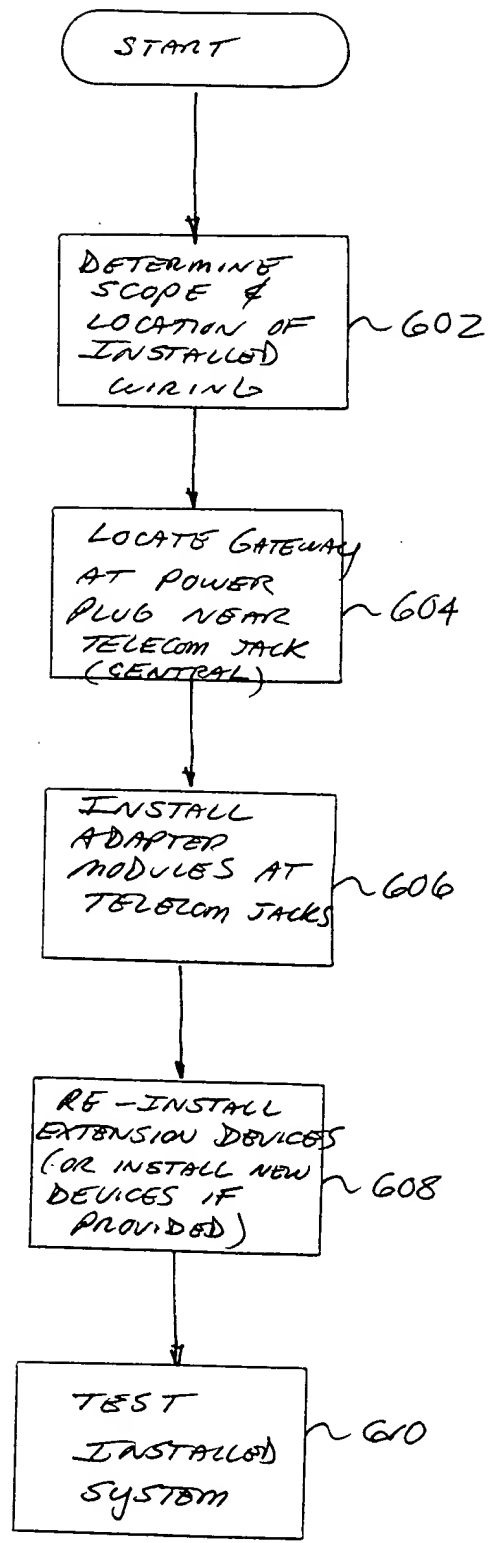 START
DETERMINE
SCOPE &
LOCATION OF
INSTALLED
WIRING
602
LOCATE GATEWAY
AT POWER
PLUG NEAR
TELECOM JACK
(CENTRAL)
604
INSTALL
ADAPTER
MODULES AT
TELECOM JACKS
606
RE-INSTALL
EXTENSION DEVICES
(OR INSTALL NEW
DEVICES IF
PROVIDED)
608
TEST
INSTALLED
SYSTEM
610